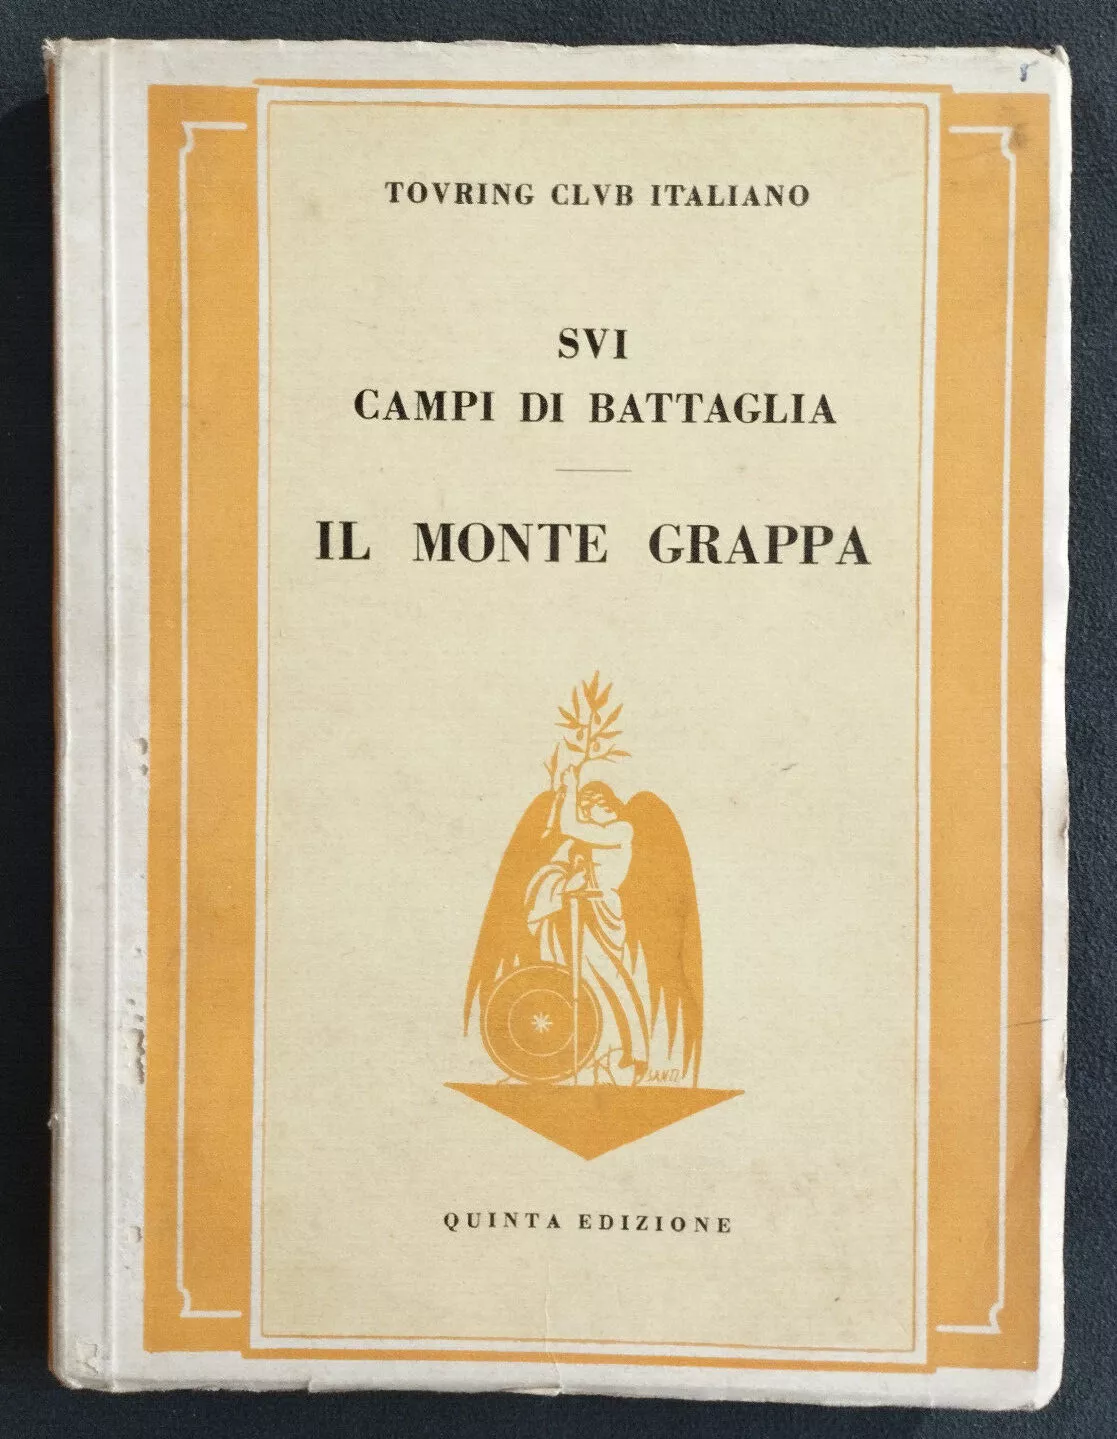 TOVRING CLVB ITALIANO
SVI
CAMPI DI BATTAGLIA
IL MONTE GRAPPA
QUINTA EDIZIONE